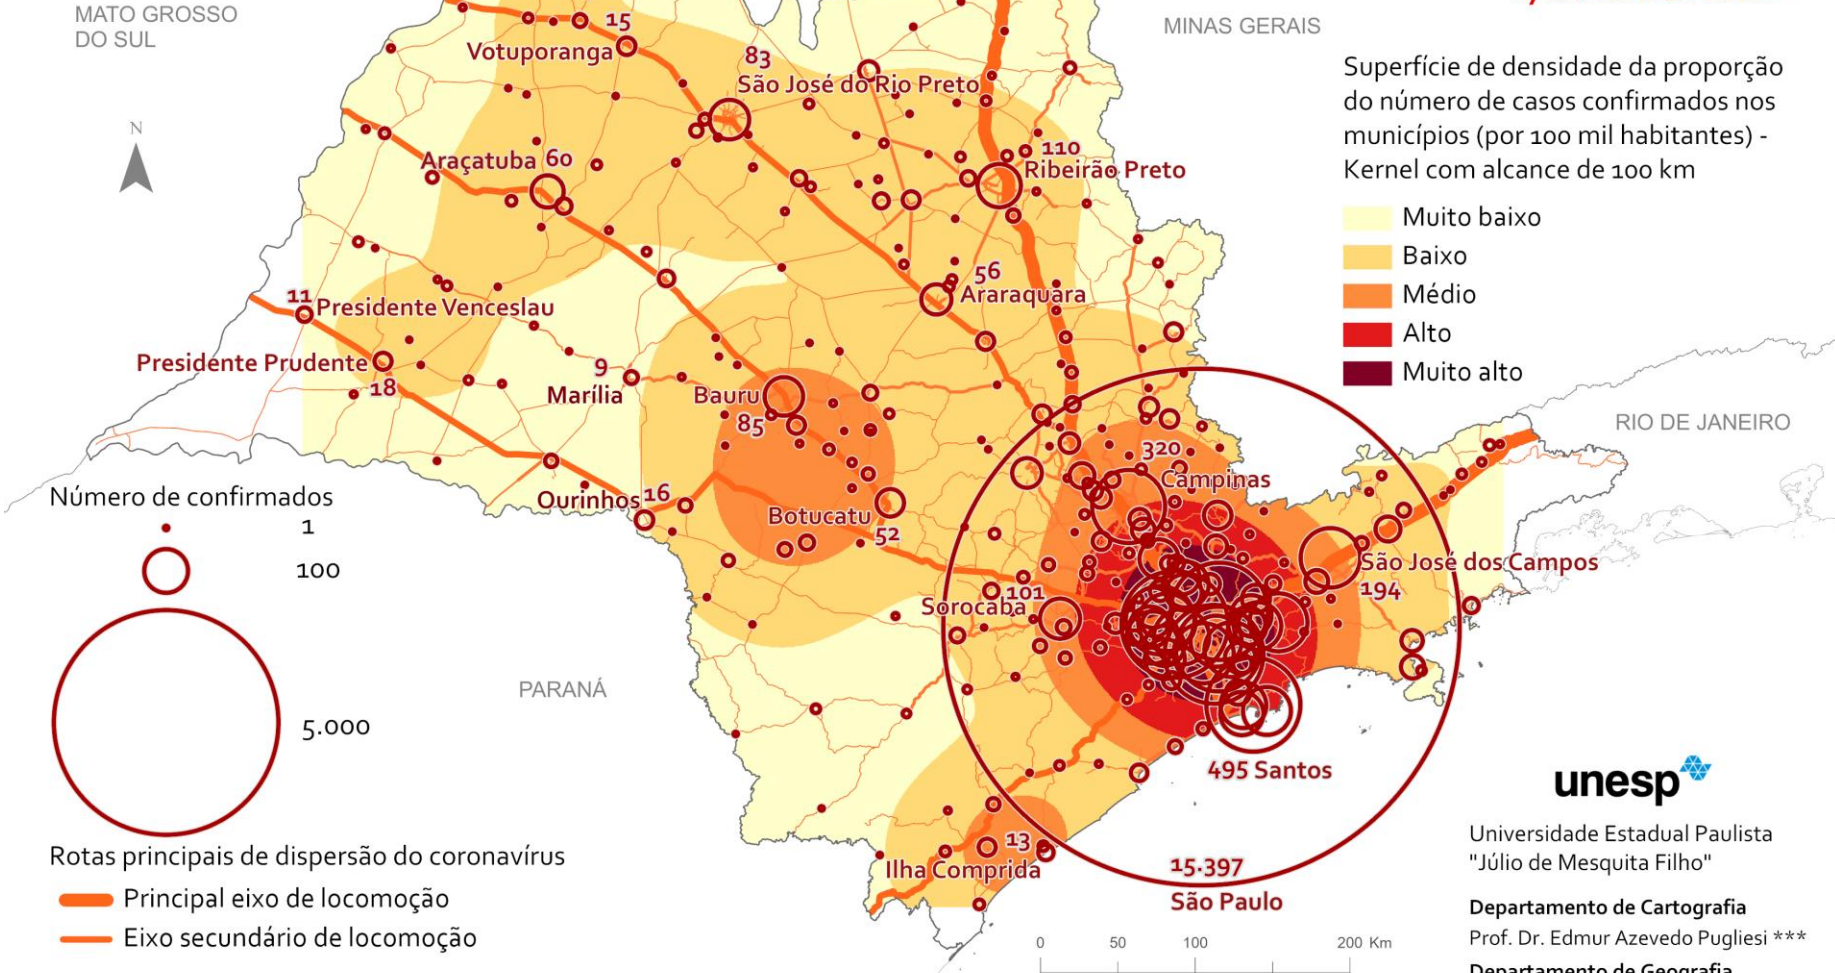 MATO GROSSO
DO SUL
MINAS GERAIS
15
Votuporanga
83
São José do Rio Preto
N
Araçatuba 60
110
Ribeirão Preto
56
Araraquara
11
Presidente Venceslau
Presidente Prudente
18
9
Marília
Bauru
85
Ourinhos 16
Botucatu
52
320
Campinas
São José dos Campos
194
101
Sorocaba
495 Santos
13
Ilha Comprida
15.397
São Paulo
PARANÁ
RIO DE JANEIRO
Superfície de densidade da proporção
do número de casos confirmados nos
municípios (por 100 mil habitantes) -
Kernel com alcance de 100 km
Muito baixo
Baixo
Médio
Alto
Muito alto
Número de confirmados
1
100
5.000
Rotas principais de dispersão do coronavírus
Principal eixo de locomoção
Eixo secundário de locomoção
0 50 100 200 Km
unesp
Universidade Estadual Paulista
"Júlio de Mesquita Filho"
Departamento de Cartografia
Prof. Dr. Edmur Azevedo Pugliesi ***
Departamento de Geografia